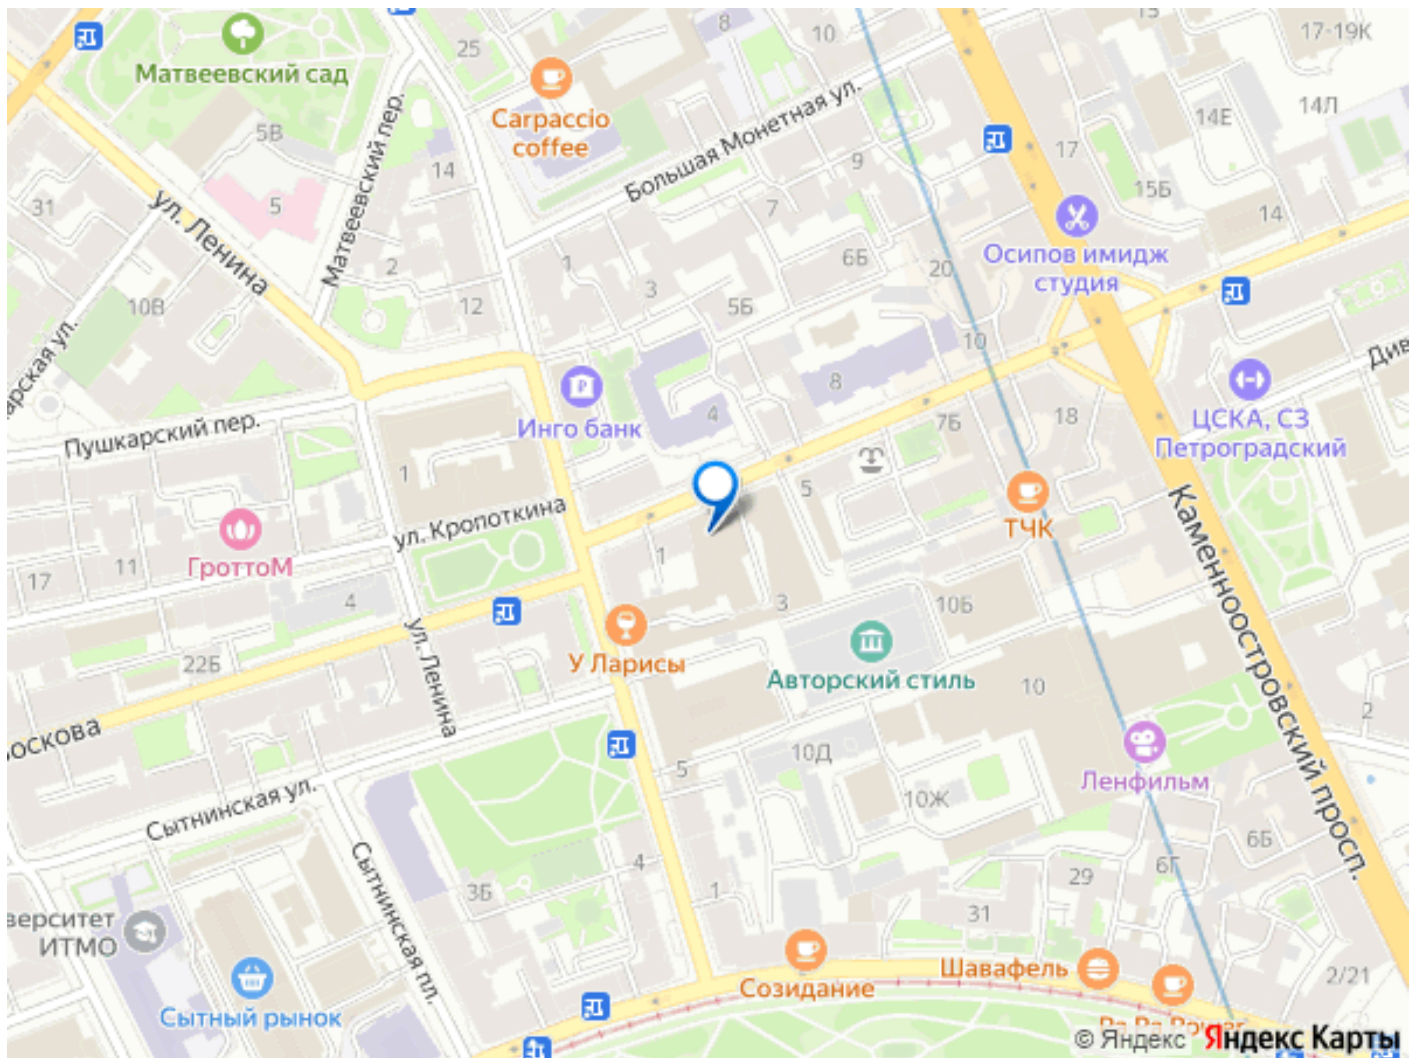 8
10
15
17-19К
25
Матвеевский сад
Carpaccio
coffee
14Е
14Л
5В
Матвеевский пер.
14
Большая Монетная ул.
9
17
15Б
31
5
ул. Ленина
7
14
2
1
3
6Б
20
Осипов имидж
студия
10В
12
5Б
10
Инго банк
8
4
7Б
18
ЦСКА, СЗ
Петроградский
Пушкарский пер.
1
ул. Кропоткина
5
ТЧК
Каменноостровский просп.
ГроттоМ
17
11
4
1
3
10Б
22Б
ул. Ленина
У Ларисы
Авторский стиль
10
2
Сытнинская ул.
5
10Д
Ленфильм
10Ж
6Б
6Г
Сытнинская пл.
3Б
4
1
29
31
ИТМО
Сытный рынок
Созидание
Шавафель
2/21
© Яндекс Яндекс Карты